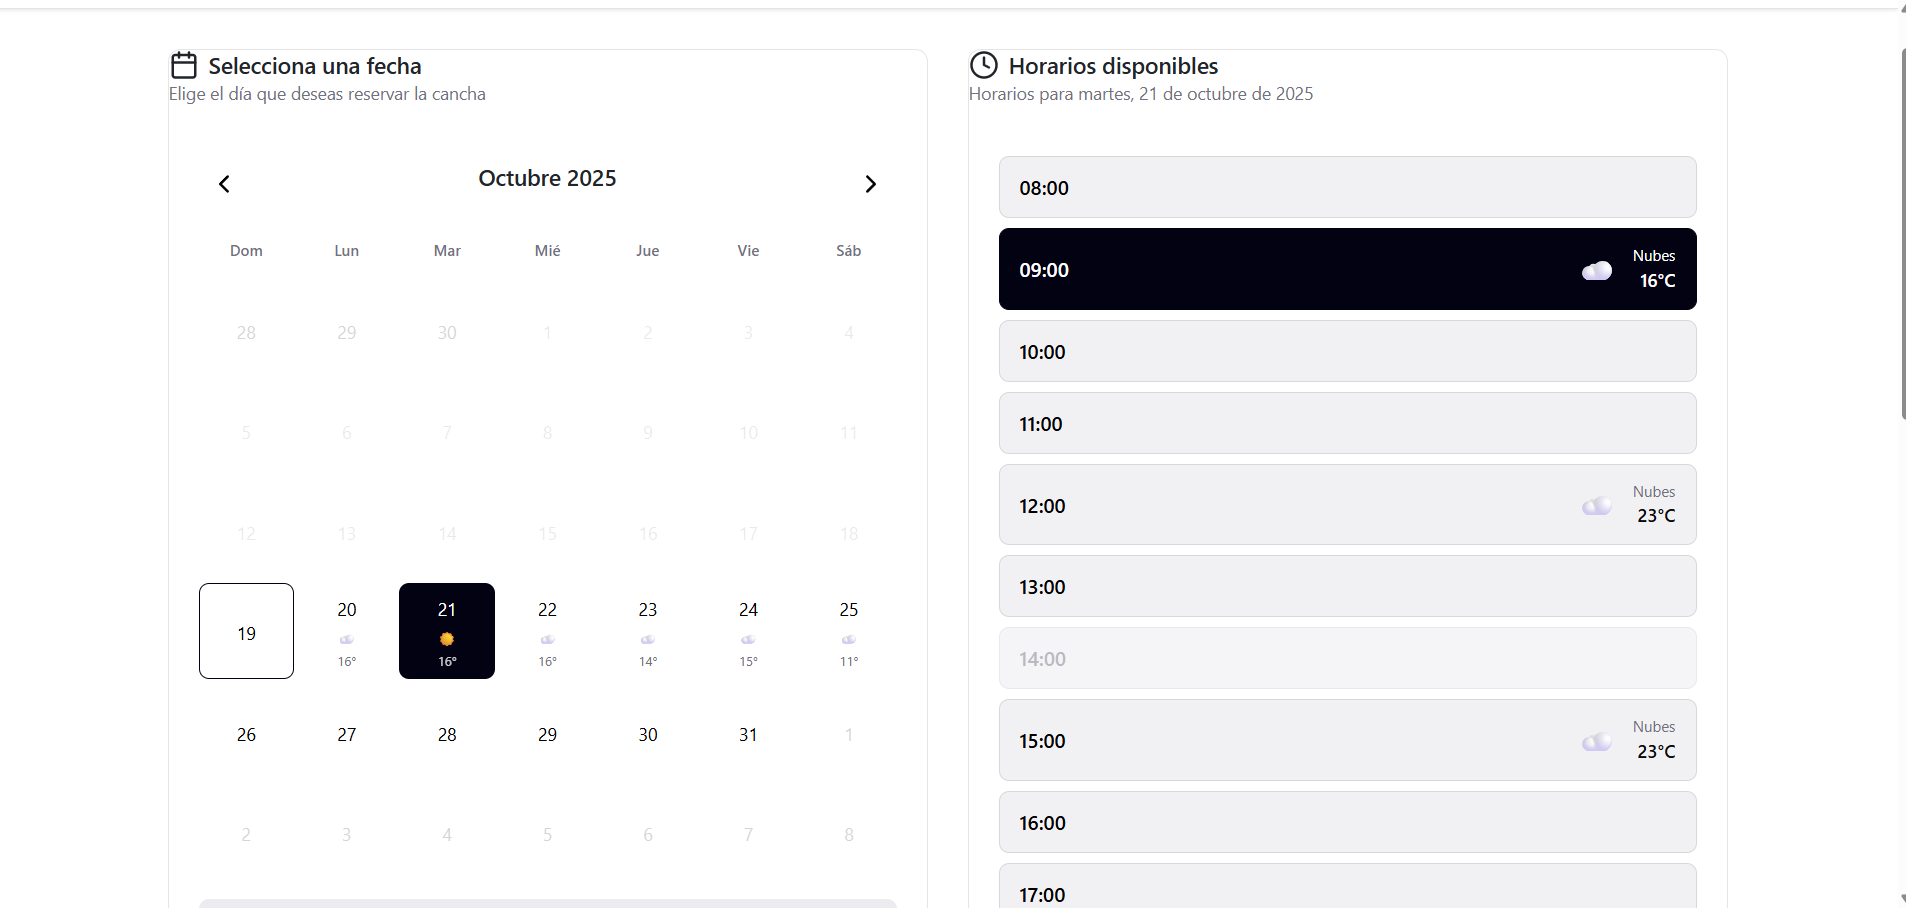 Selecciona una fecha
Elige el día que deseas reservar la cancha
Octubre 2025
Dom Lun Mar Mié Jue Vie Sáb
28 29 30 1 2 3 4
5 6 7 8 9 10 11
12 13 14 15 16 17 18
19 20 21 22 23 24 25
16° 16° 16° 14° 15° 11°
26 27 28 29 30 31 1
2 3 4 5 6 7 8
Horarios disponibles
Horarios para martes, 21 de octubre de 2025
08:00
09:00 Nubes
16°C
10:00
11:00
12:00 Nubes
23°C
13:00
14:00
15:00 Nubes
23°C
16:00
17:00